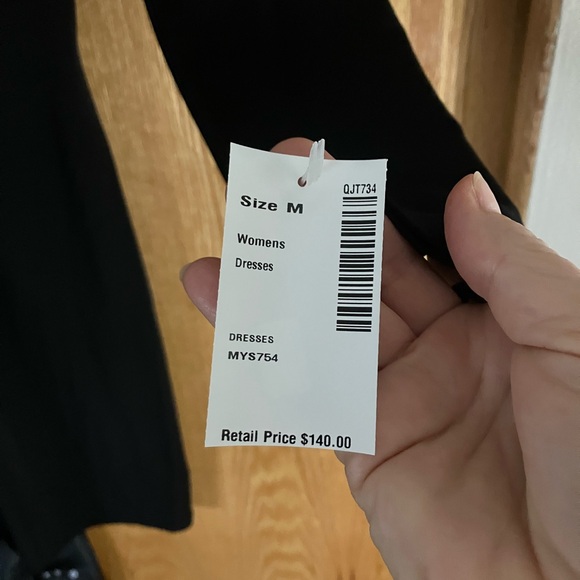 QJT734
Size M
Womens
Dresses
DRESSES
MYS754
Retail Price $140.00